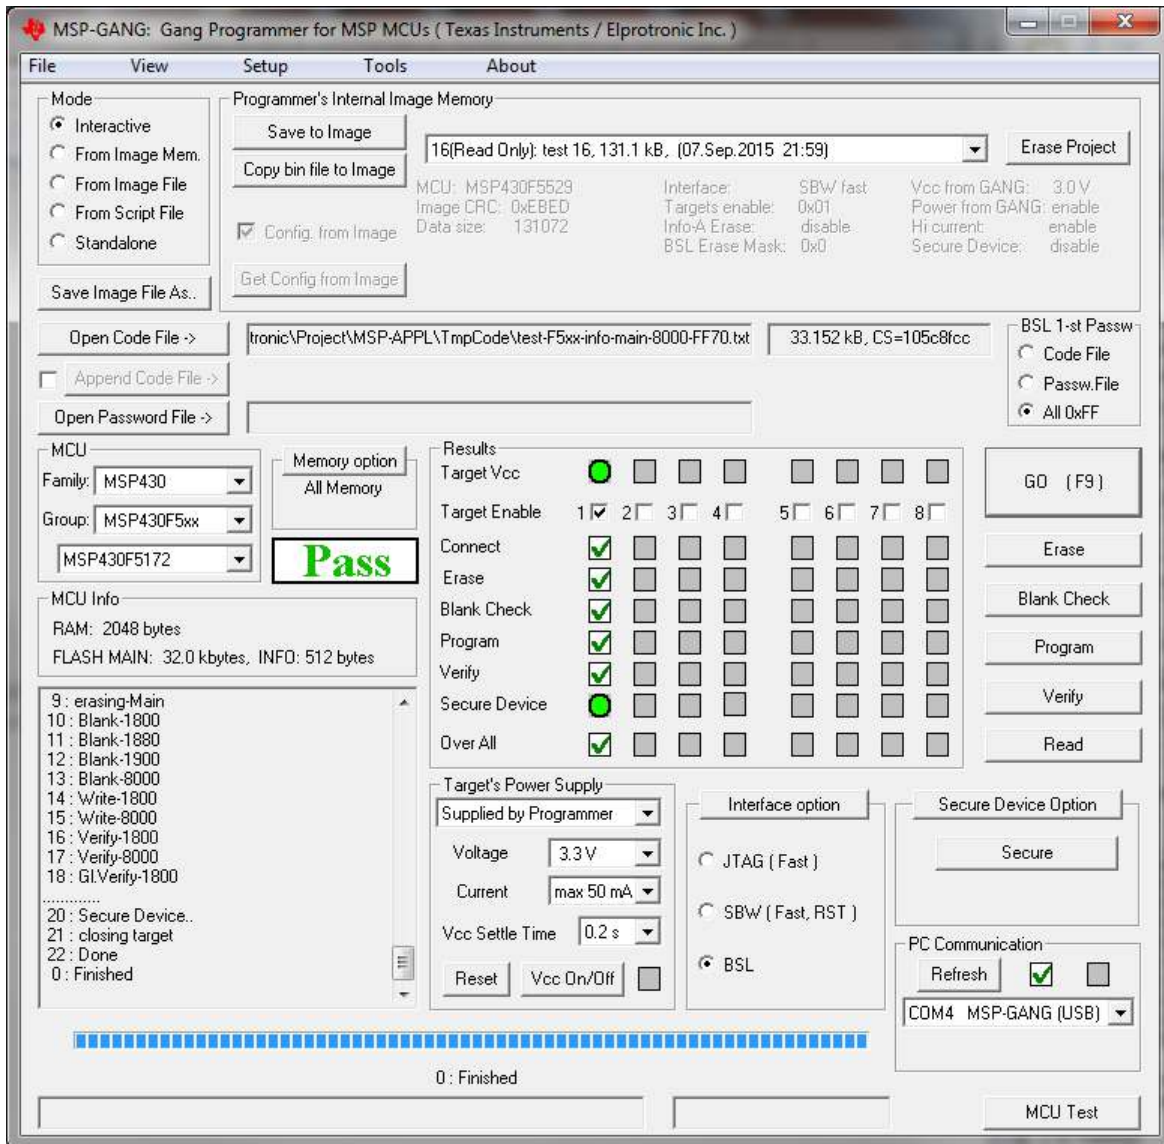 MSP-GANG: Gang Programmer for MSP MCUs ( Texas Instruments / Elprotronic Inc. )
File View Setup Tools About
Mode
Interactive
From Image Mem.
From Image File
From Script File
Standalone
Save Image File As..
Programmer's Internal Image Memory
Save to Image
Copy bin file to Image
16(Read Only): test 16, 131.1 kB, (07.Sep.2015 21:59)
Erase Project
Config. from Image
Get Config from Image
MCU: MSP430F5529
Image CRC: 0xEBED
Data size: 131072
Interface: SBW fast
Targets enable: 0x01
Info-A Erase: disable
BSL Erase Mask: 0x0
Vcc from GANG: 3.0 V
Power from GANG: enable
Hi current: enable
Secure Device: disable
Open Code File ->
tronic\Project\MSP-APPL\TmpCode\test-F5xx-info-main-8000-FF70.txt
33.152 kB, CS=105c8fcc
Append Code File ->
Open Password File ->
BSL 1-st Passw
Code File
Passw.File
All 0xFF
MCU
Family: MSP430
Group: MSP430F5xx
MSP430F5172
Memory option
All Memory
Pass
MCU Info
RAM: 2048 bytes
FLASH MAIN: 32.0 kbytes, INFO: 512 bytes
9 : erasing-Main
10 : Blank-1800
11 : Blank-1880
12 : Blank-1900
13 : Blank-8000
14 : Write-1800
15 : Write-8000
16 : Verify-1800
17 : Verify-8000
18 : Gl.Verify-1800
.............
20 : Secure Device..
21 : closing target
22 : Done
0 : Finished
Results
Target Vcc
Target Enable 1 2 3 4 5 6 7 8
Connect
Erase
Blank Check
Program
Verify
Secure Device
Over All
GO (F9)
Erase
Blank Check
Program
Verify
Read
Target's Power Supply
Supplied by Programmer
Voltage 3.3 V
Current max 50 mA
Vcc Settle Time 0.2 s
Reset Vcc On/Off
Interface option
JTAG ( Fast )
SBW ( Fast, RST )
BSL
Secure Device Option
Secure
PC Communication
Refresh
COM4 MSP-GANG (USB)
0 : Finished
MCU Test